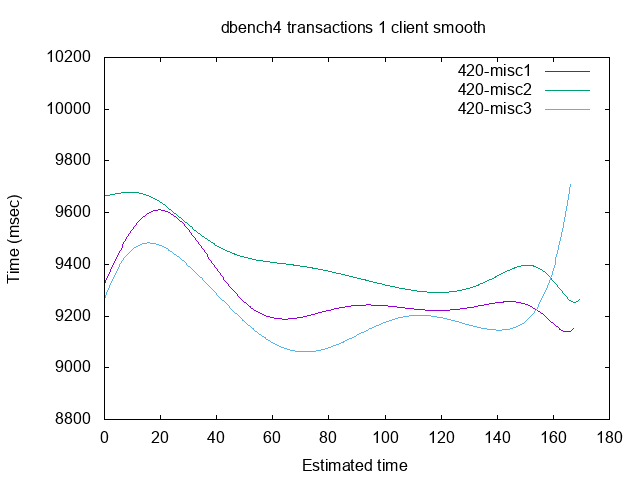 dbench4 transactions 1 client smooth
10200
10000
9800
9600
9400
9200
9000
8800
Time (msec)
420-misc1
420-misc2
420-misc3
0 20 40 60 80 100 120 140 160 180
Estimated time